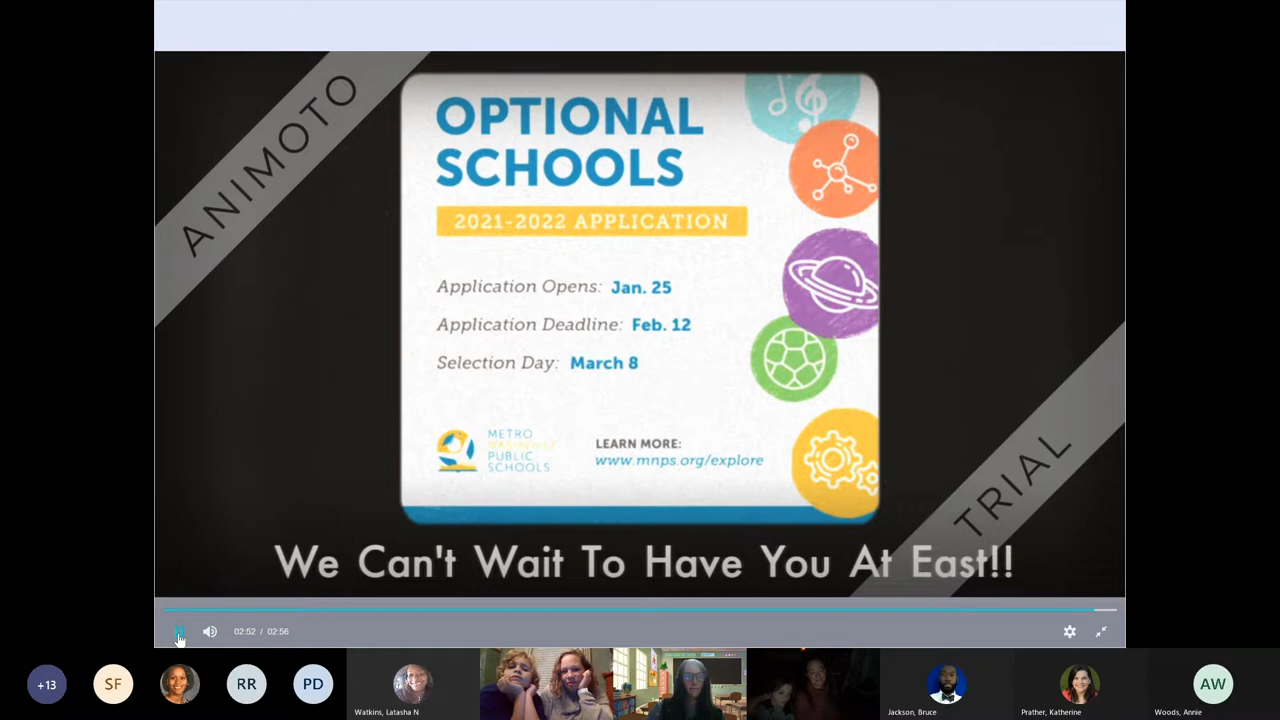 ANIMOTO
OPTIONAL
SCHOOLS
2021-2022 APPLICATION
Application Opens: Jan. 25
Application Deadline: Feb. 12
Selection Day: March 8
METRO
NASHVILLE
PUBLIC
SCHOOLS
LEARN MORE:
www.mnps.org/explore
TRIAL
We Can't Wait To Have You At East!!
02:52 / 02:56
+13
SF
RR
PD
AW
Watkins, Latasha N
Jackson, Bruce
Prather, Katherine
Woods, Annie